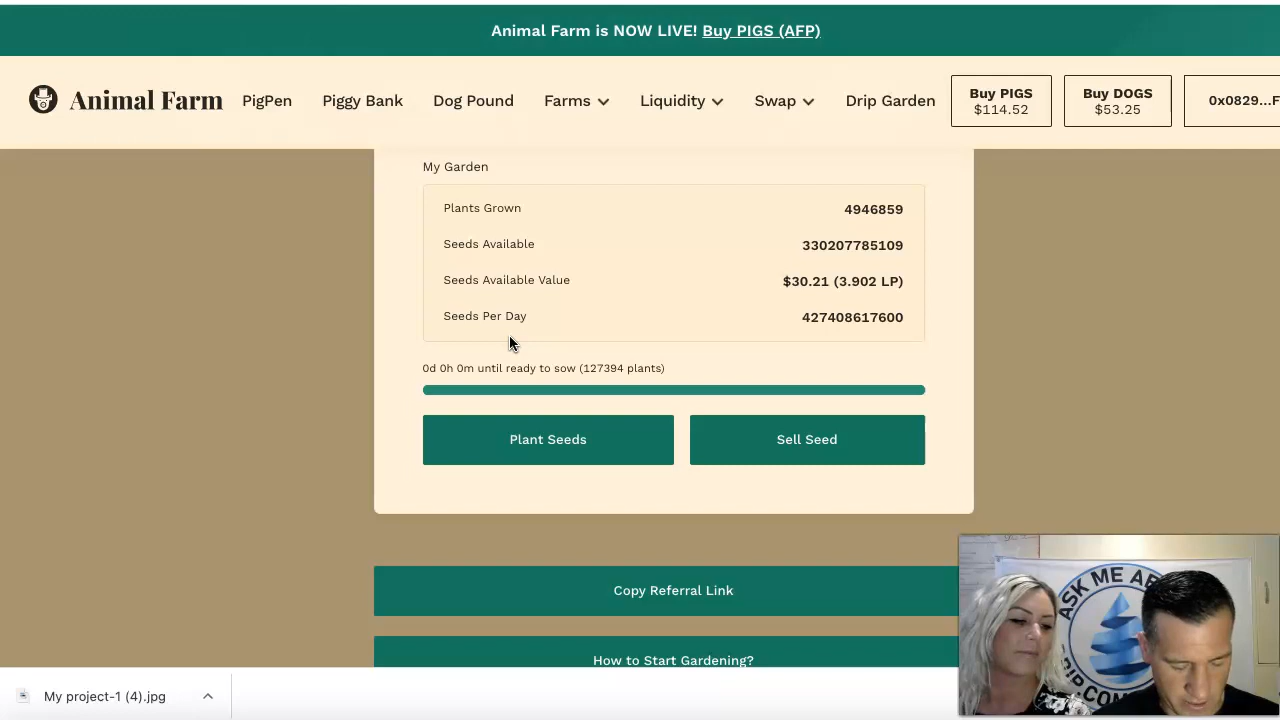 Animal Farm is NOW LIVE! Buy PIGS (AFP)
Animal Farm PigPen Piggy Bank Dog Pound Farms Liquidity Swap Drip Garden
Buy PIGS
$114.52
Buy DOGS
$53.25
0x0829...F
My Garden
Plants Grown 4946859
Seeds Available 330207785109
Seeds Available Value $30.21 (3.902 LP)
Seeds Per Day 427408617600
0d 0h 0m until ready to sow (127394 plants)
Plant Seeds
Sell Seed
Copy Referral Link
How to Start Gardening?
My project-1 (4).jpg
ASK ME